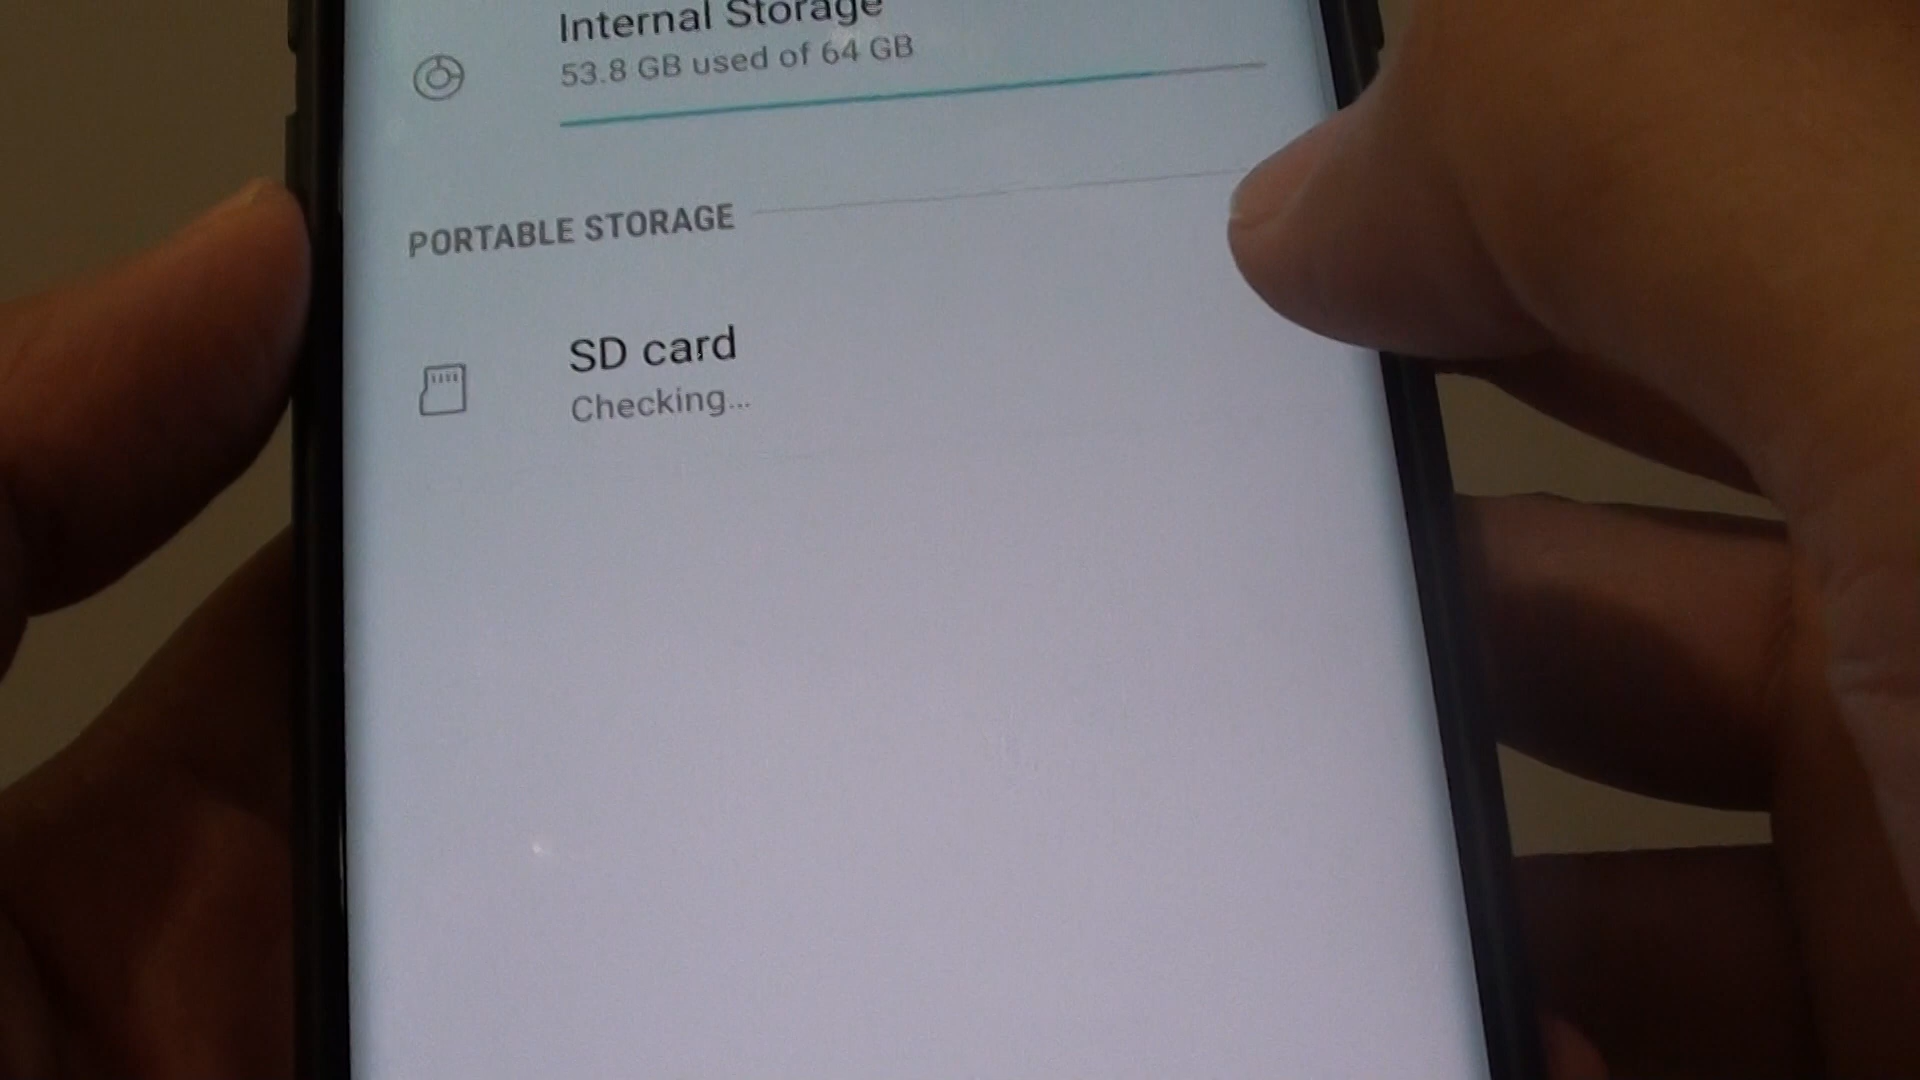 Internal Storage
53.8 GB used of 64 GB
PORTABLE STORAGE
SD card
Checking...